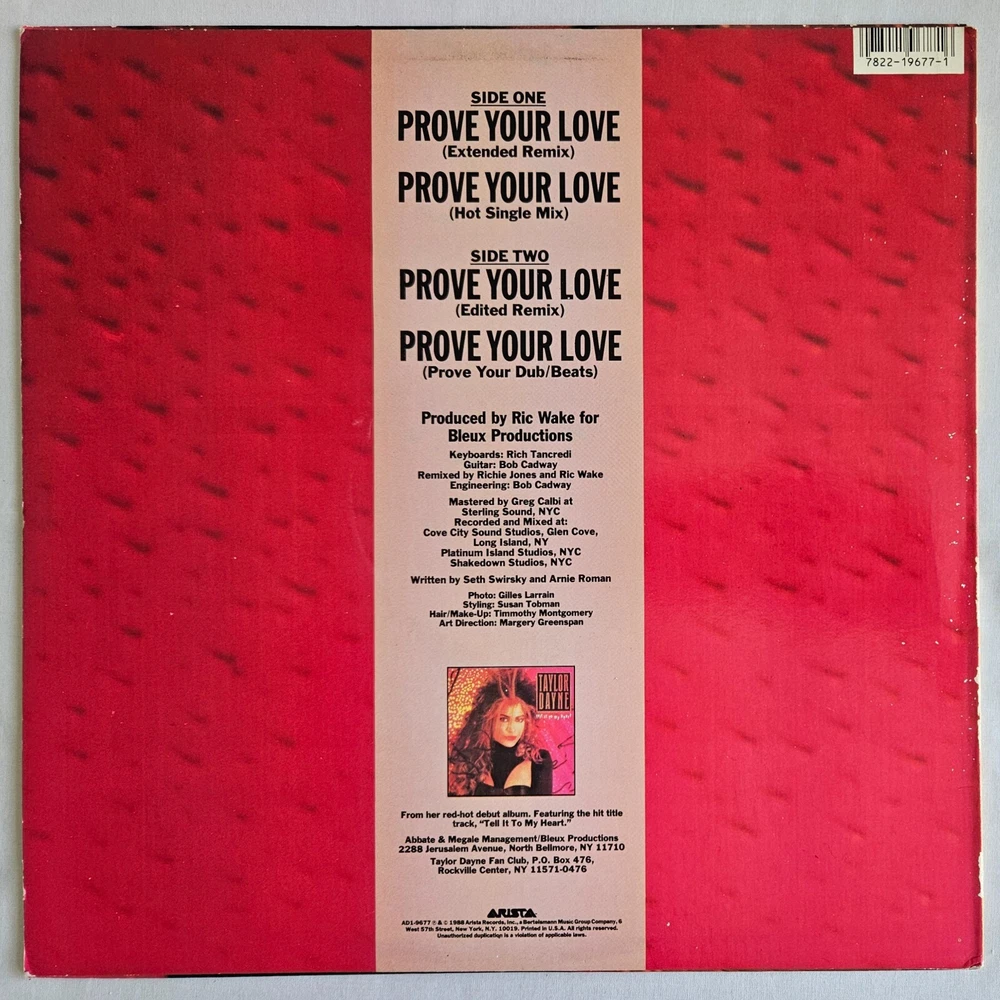 7822-19677-1
SIDE ONE
PROVE YOUR LOVE
(Extended Remix)
PROVE YOUR LOVE
(Hot Single Mix)
SIDE TWO
PROVE YOUR LOVE
(Edited Remix)
PROVE YOUR LOVE
(Prove Your Dub/Beats)
Produced by Ric Wake for
Bleux Productions
Keyboards: Rich Tancredi
Guitar: Bob Cadway
Remixed by Richie Jones and Ric Wake
Engineering: Bob Cadway
Mastered by Greg Calbi at
Sterling Sound, NYC
Recorded and Mixed at:
Cove City Sound Studios, Glen Cove,
Long Island, NY
Platinum Island Studios, NYC
Shakedown Studios, NYC
Written by Seth Swirsky and Arnie Roman
Photo: Gilles Larrain
Styling: Susan Tobman
Hair/Make-Up: Timmothy Montgomery
Art Direction: Margery Greenspan
TAYLOR
DAYNE
From her red-hot debut album. Featuring the hit title
track, “Tell It To My Heart.”
Abbate & Megale Management/Bleux Productions
2288 Jerusalem Avenue, North Bellmore, NY 11710
Taylor Dayne Fan Club, P.O. Box 476,
Rockville Center, NY 11571-0476
ARISTA
AD1-9677 ℗ & © 1988 Arista Records, Inc., a Bertelsmann Music Group Company, 6
West 57th Street, New York, N.Y. 10019. Printed in U.S.A. All rights reserved.
Unauthorized duplication is a violation of applicable laws.